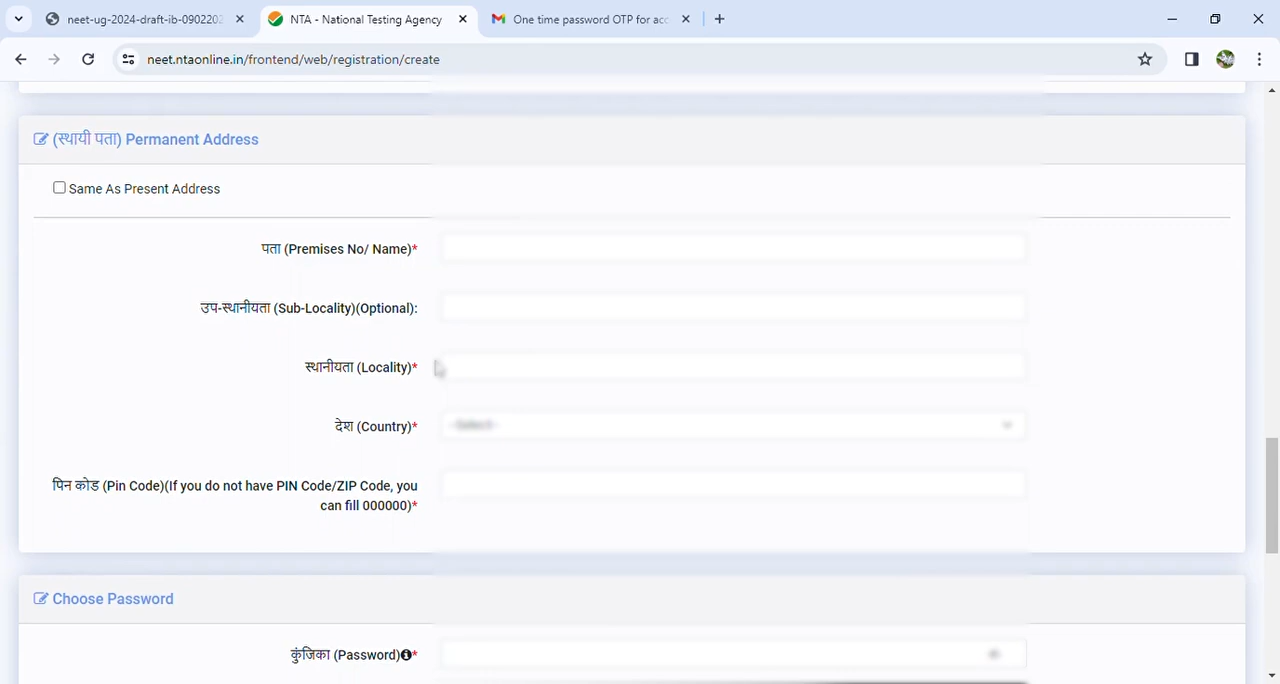 neet-ug-2024-draft-ib-0902202
NTA - National Testing Agency
One time password OTP for acc
neet.ntaonline.in/frontend/web/registration/create
(स्थायी पता) Permanent Address
Same As Present Address
पता (Premises No/ Name)*
उप-स्थानीयता (Sub-Locality)(Optional):
स्थानीयता (Locality)*
देश (Country)*
-Select-
पिन कोड (Pin Code)(If you do not have PIN Code/ZIP Code, you
can fill 000000)*
Choose Password
कुंजिका (Password)*